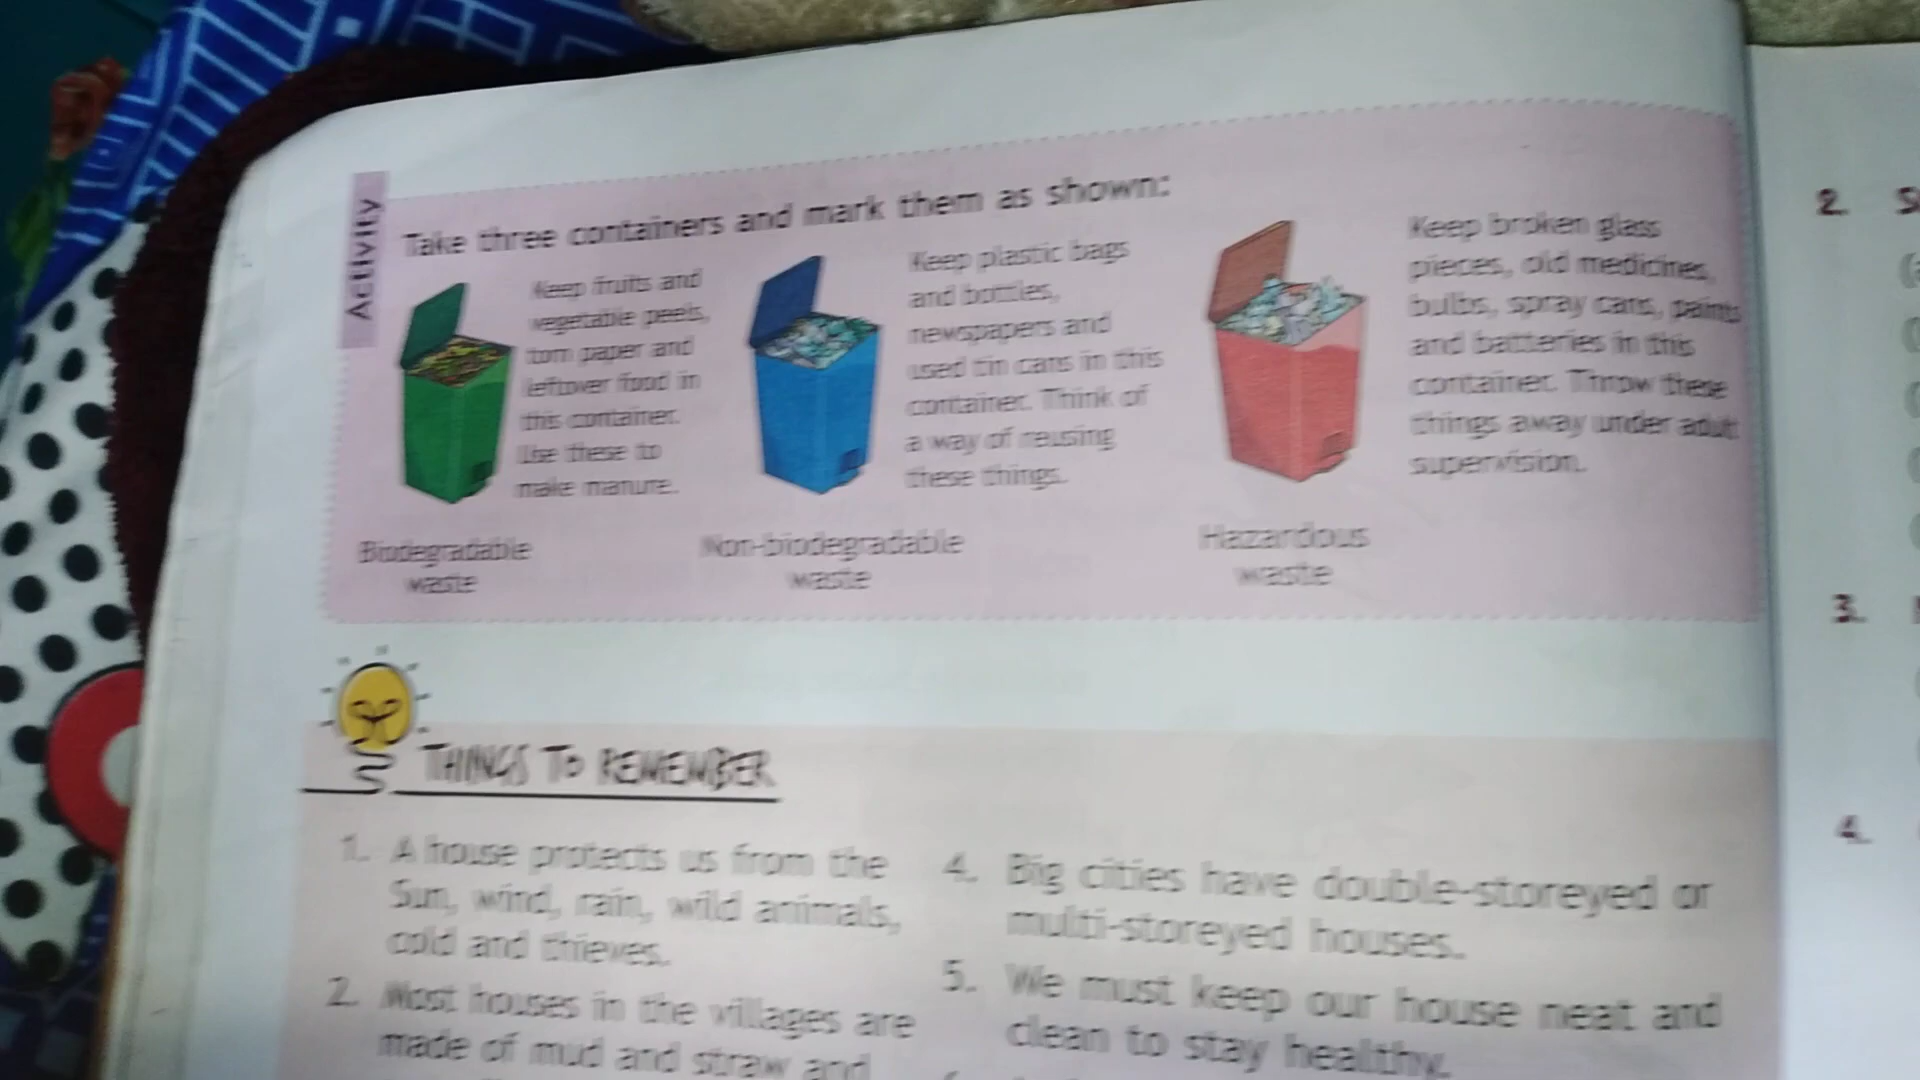 Activity
Take three containers and mark them as shown:
Keep fruits and
vegetable peels,
torn paper and
leftover food in
this container.
Use these to
make manure.
Biodegradable
waste
Keep plastic bags
and bottles,
newspapers and
used tin cans in this
container. Think of
a way of reusing
these things.
Non-biodegradable
waste
Keep broken glass
pieces, old medicines,
bulbs, spray cans, paints
and batteries in this
container. Throw these
things away under adult
supervision.
Hazardous
waste
THINGS TO REMEMBER
1. A house protects us from the
Sun, wind, rain, wild animals,
cold and thieves.
2. Most houses in the villages are
made of mud and straw and
4. Big cities have double-storeyed or
multi-storeyed houses.
5. We must keep our house neat and
clean to stay healthy.
2.
3.
4.